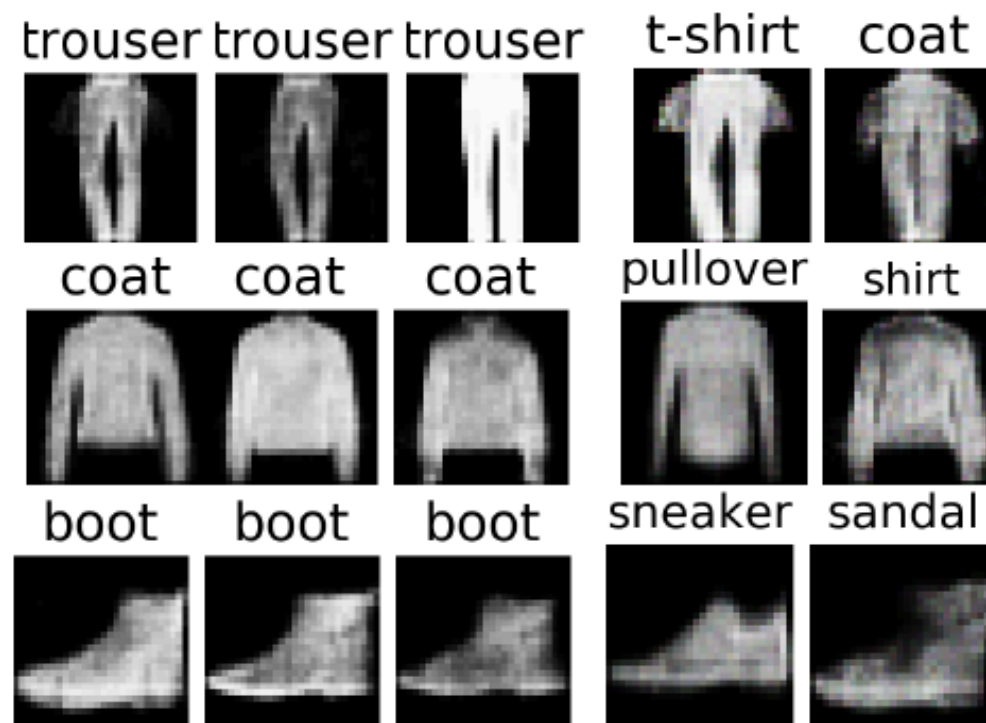 trouser trouser trouser t-shirt coat
coat coat coat pullover shirt
boot boot boot sneaker sandal